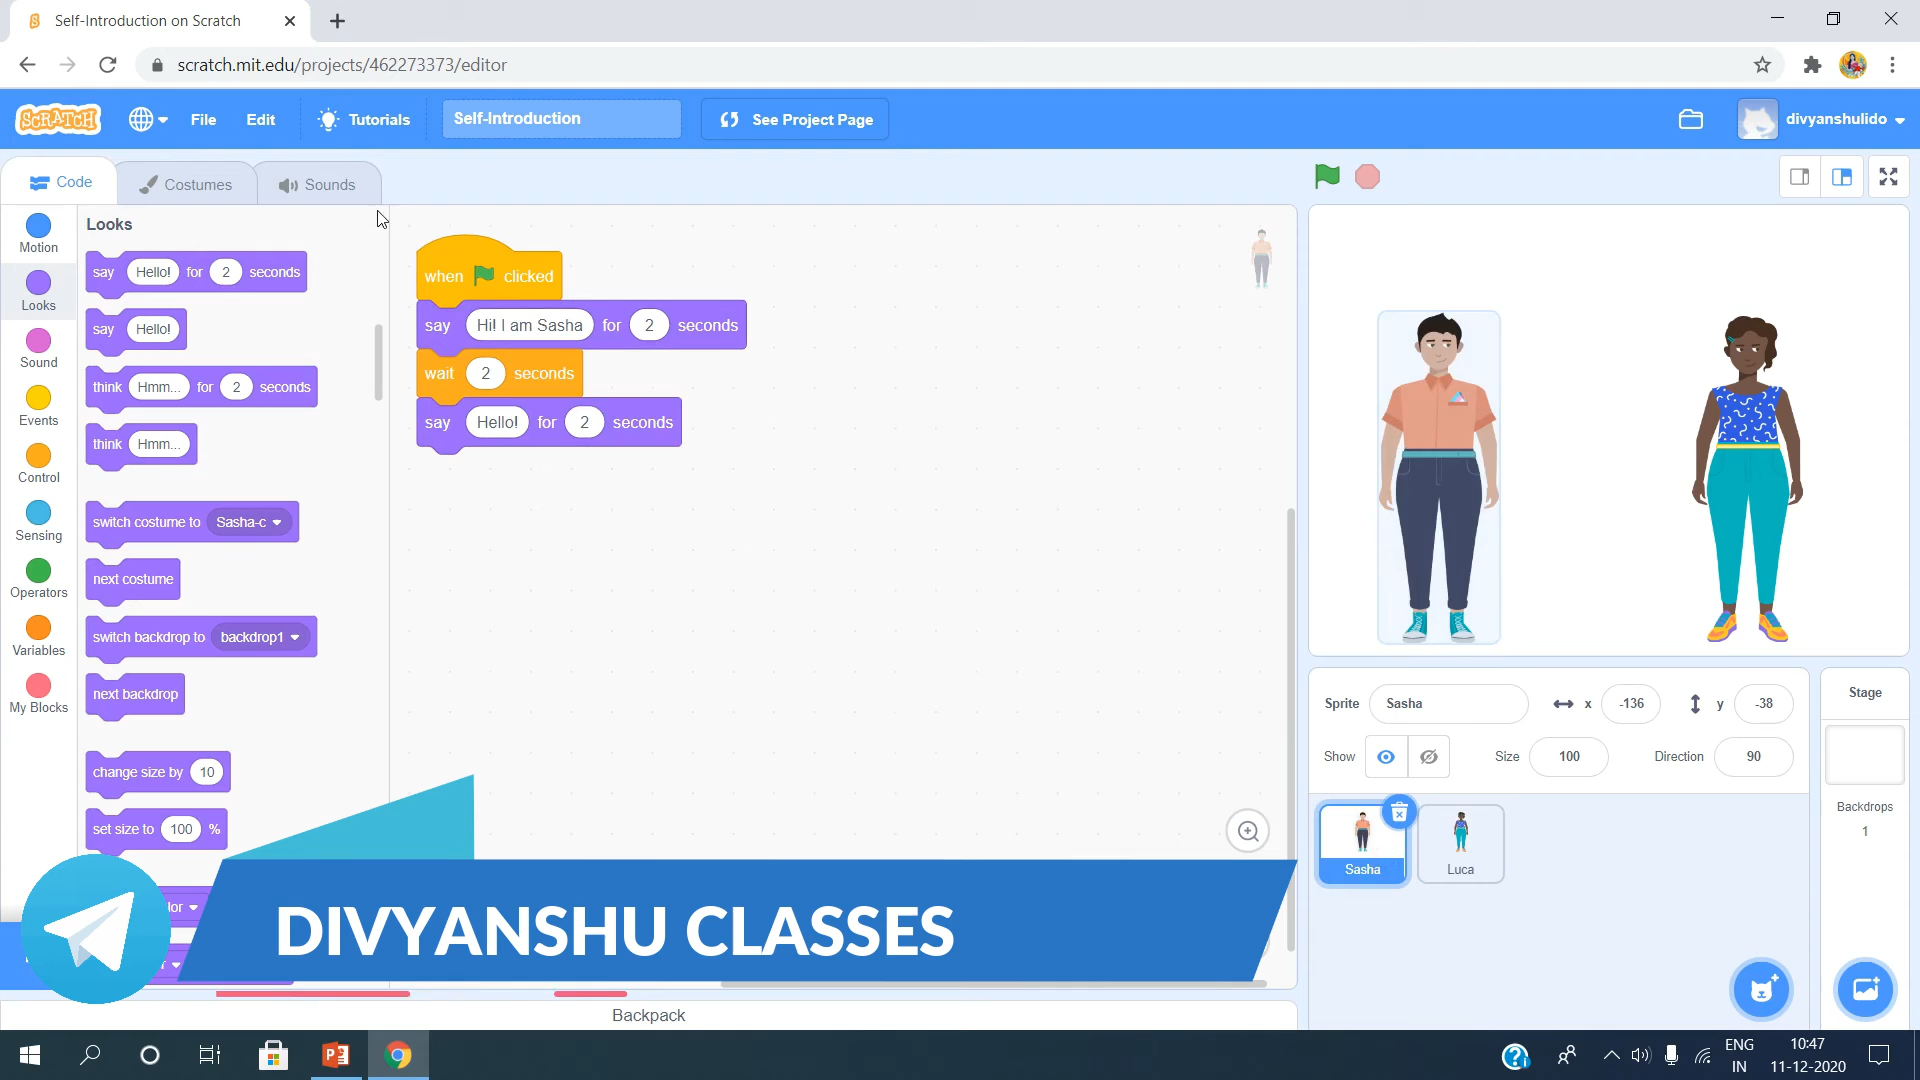 Self-Introduction on Scratch
scratch.mit.edu/projects/462273373/editor
SCRATCH
File
Edit
Tutorials
Self-Introduction
See Project Page
divyanshulido
Code
Costumes
Sounds
Motion
Looks
Sound
Events
Control
Sensing
Operators
Variables
My Blocks
Looks
say Hello! for 2 seconds
say Hello!
think Hmm... for 2 seconds
think Hmm...
switch costume to Sasha-c
next costume
switch backdrop to backdrop1
next backdrop
change size by 10
set size to 100 %
when clicked
say Hi! I am Sasha for 2 seconds
wait 2 seconds
say Hello! for 2 seconds
Sprite Sasha x -136 y -38
Show Size 100 Direction 90
Sasha
Luca
Stage
Backdrops
1
DIVYANSHU CLASSES
Backpack
ENG
IN
10:47
11-12-2020